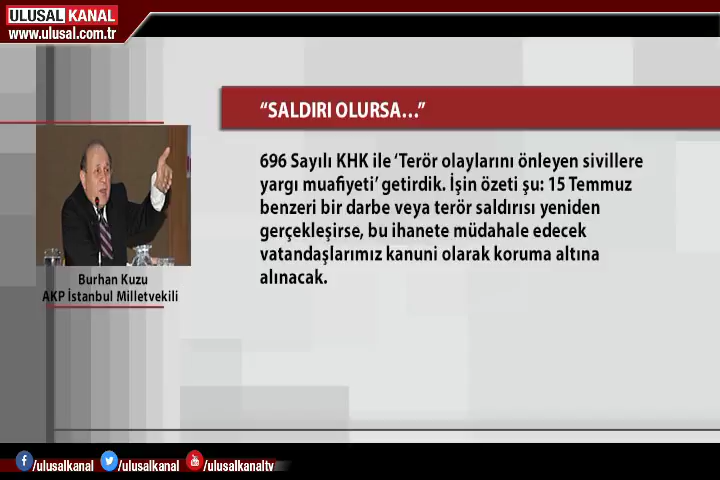 ULUSAL KANAL
www.ulusal.com.tr
“SALDIRI OLURSA...”
696 Sayılı KHK ile ‘Terör olaylarını önleyen sivillere
yargı muafiyeti’ getirdik. İşin özeti şu: 15 Temmuz
benzeri bir darbe veya terör saldırısı yeniden
gerçekleşirse, bu ihanete müdahale edecek
vatandaşlarımız kanuni olarak koruma altına
alınacak.
Burhan Kuzu
AKP İstanbul Milletvekili
/ulusalkanal /ulusalkanal /ulusalkanaltv